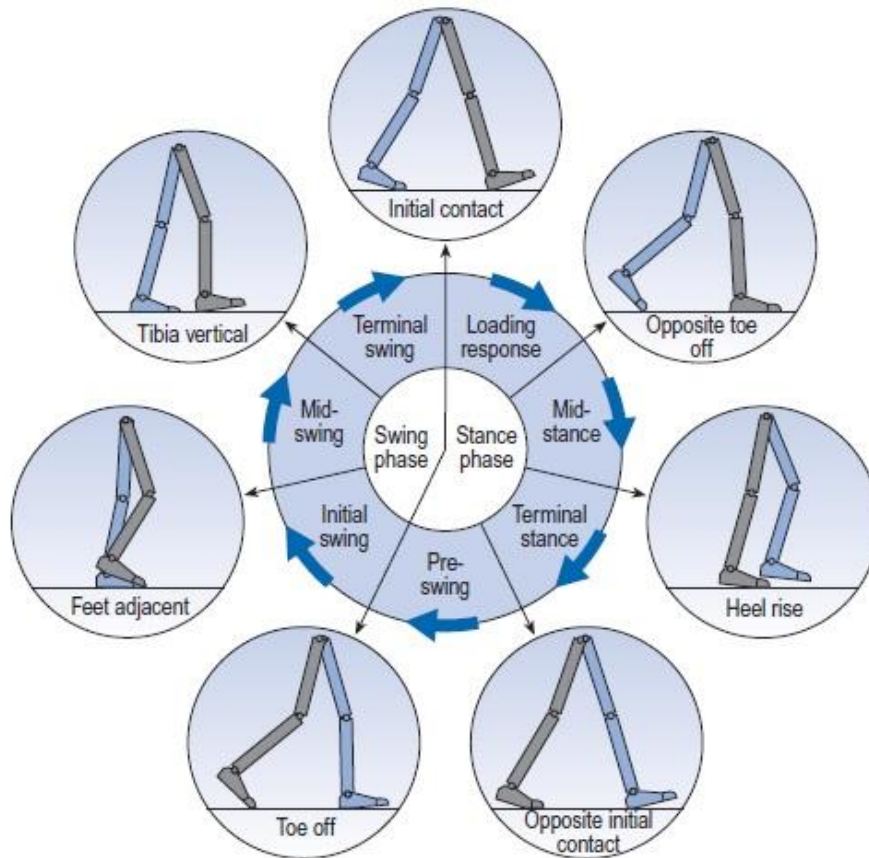 Initial contact
Opposite toe
off
Heel rise
Opposite initial
contact
Toe off
Feet adjacent
Tibia vertical
Loading
response
Mid-
stance
Terminal
stance
Pre-
swing
Initial
swing
Mid-
swing
Terminal
swing
Swing
phase
Stance
phase